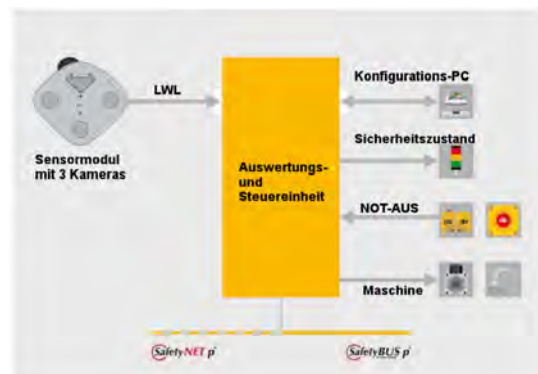 LWL
Sensormodul
mit 3 Kameras
Auswertungs-
und
Steuereinheit
Konfigurations-PC
Sicherheitszustand
NOT-AUS
Maschine
SafetyNET p
SafetyBUS p